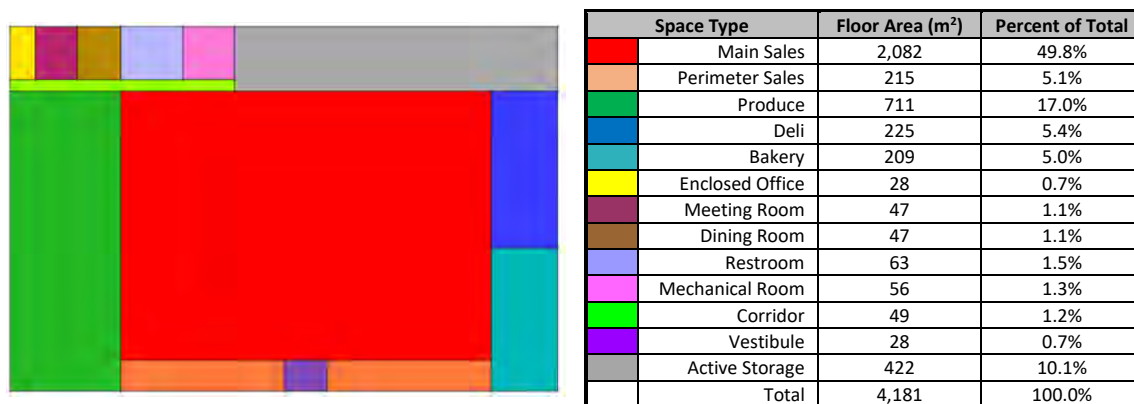 Space Type Floor Area (m²) Percent of Total
Main Sales 2,082 49.8%
Perimeter Sales 215 5.1%
Produce 711 17.0%
Deli 225 5.4%
Bakery 209 5.0%
Enclosed Office 28 0.7%
Meeting Room 47 1.1%
Dining Room 47 1.1%
Restroom 63 1.5%
Mechanical Room 56 1.3%
Corridor 49 1.2%
Vestibule 28 0.7%
Active Storage 422 10.1%
Total 4,181 100.0%